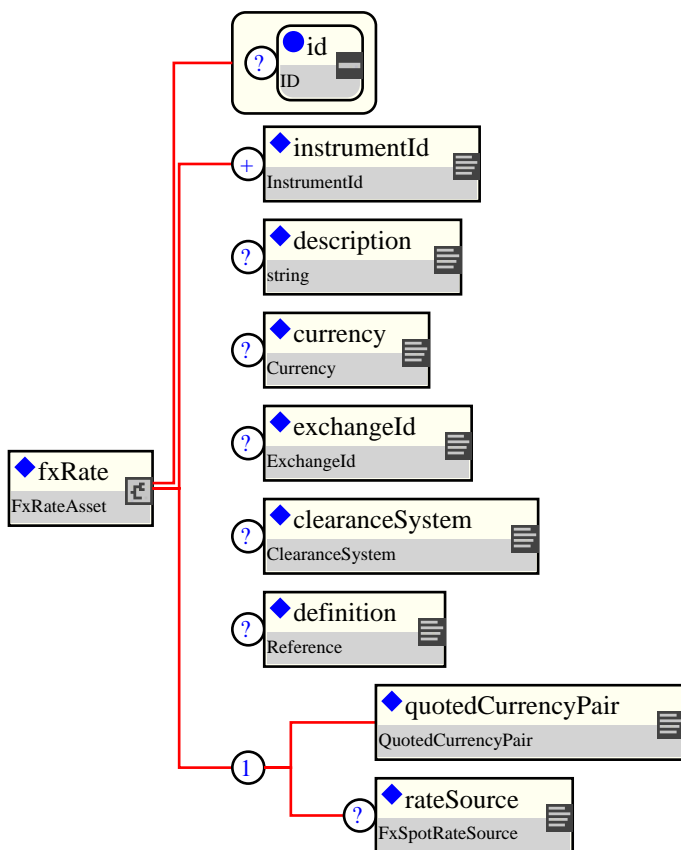 ? id
ID
+ instrumentId
InstrumentId
? description
string
? currency
Currency
? exchangeId
ExchangeId
fxRate
FxRateAsset
? clearanceSystem
ClearanceSystem
? definition
Reference
quotedCurrencyPair
QuotedCurrencyPair
1
? rateSource
FxSpotRateSource